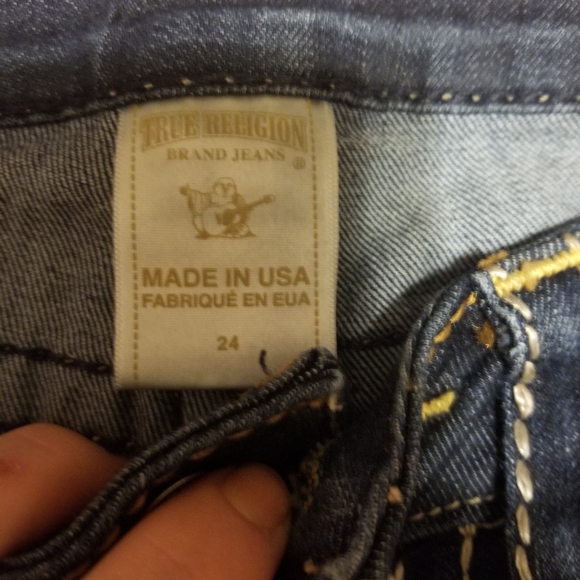 TRUE RELIGION
BRAND JEANS
®
MADE IN USA
FABRIQUÉ EN EUA
24